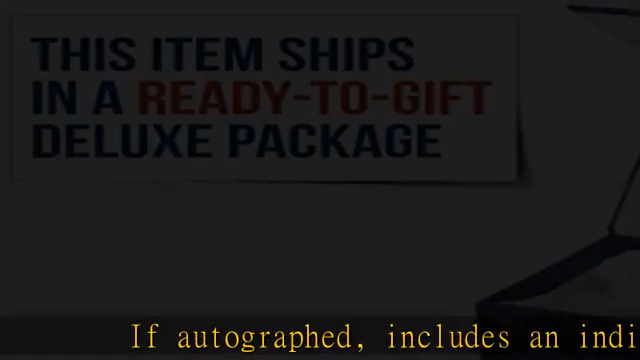 THIS ITEM SHIPS
IN A READY-TO-GIFT
DELUXE PACKAGE
If autographed, includes an indi